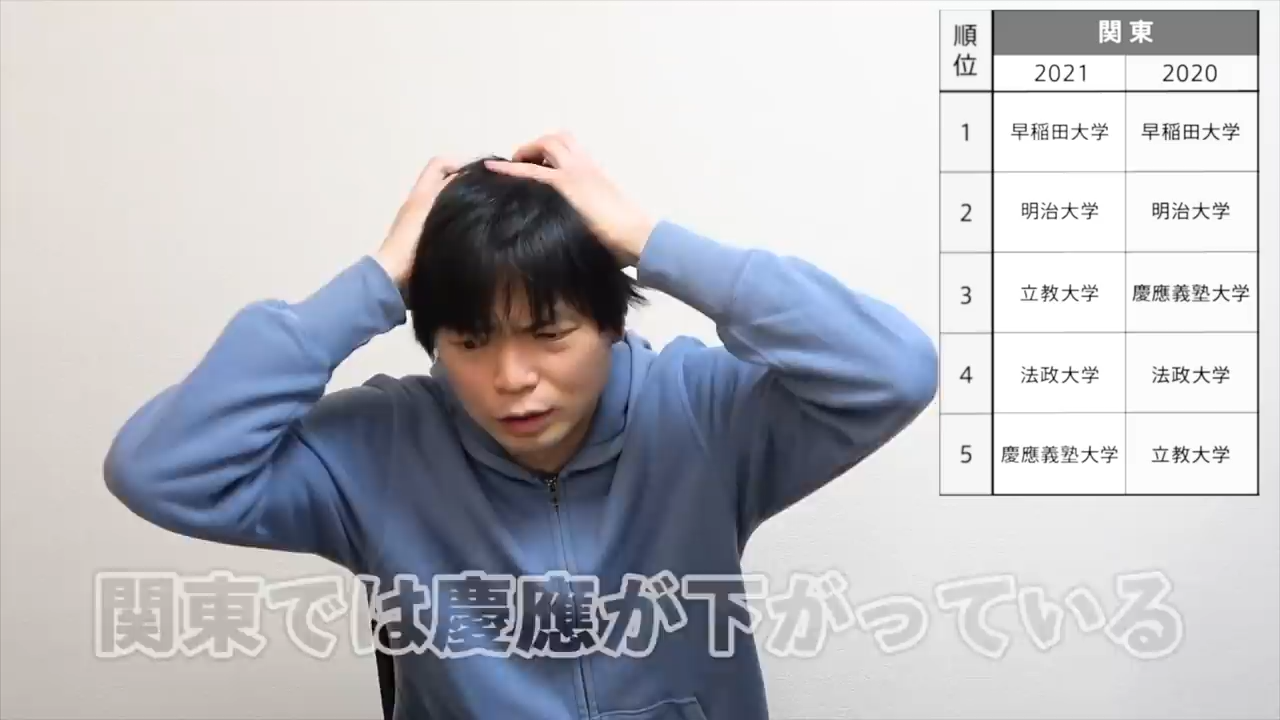 順位 関東
2021 2020
1 早稲田大学 早稲田大学
2 明治大学 明治大学
3 立教大学 慶應義塾大学
4 法政大学 法政大学
5 慶應義塾大学 立教大学
関東では慶應が下がっている